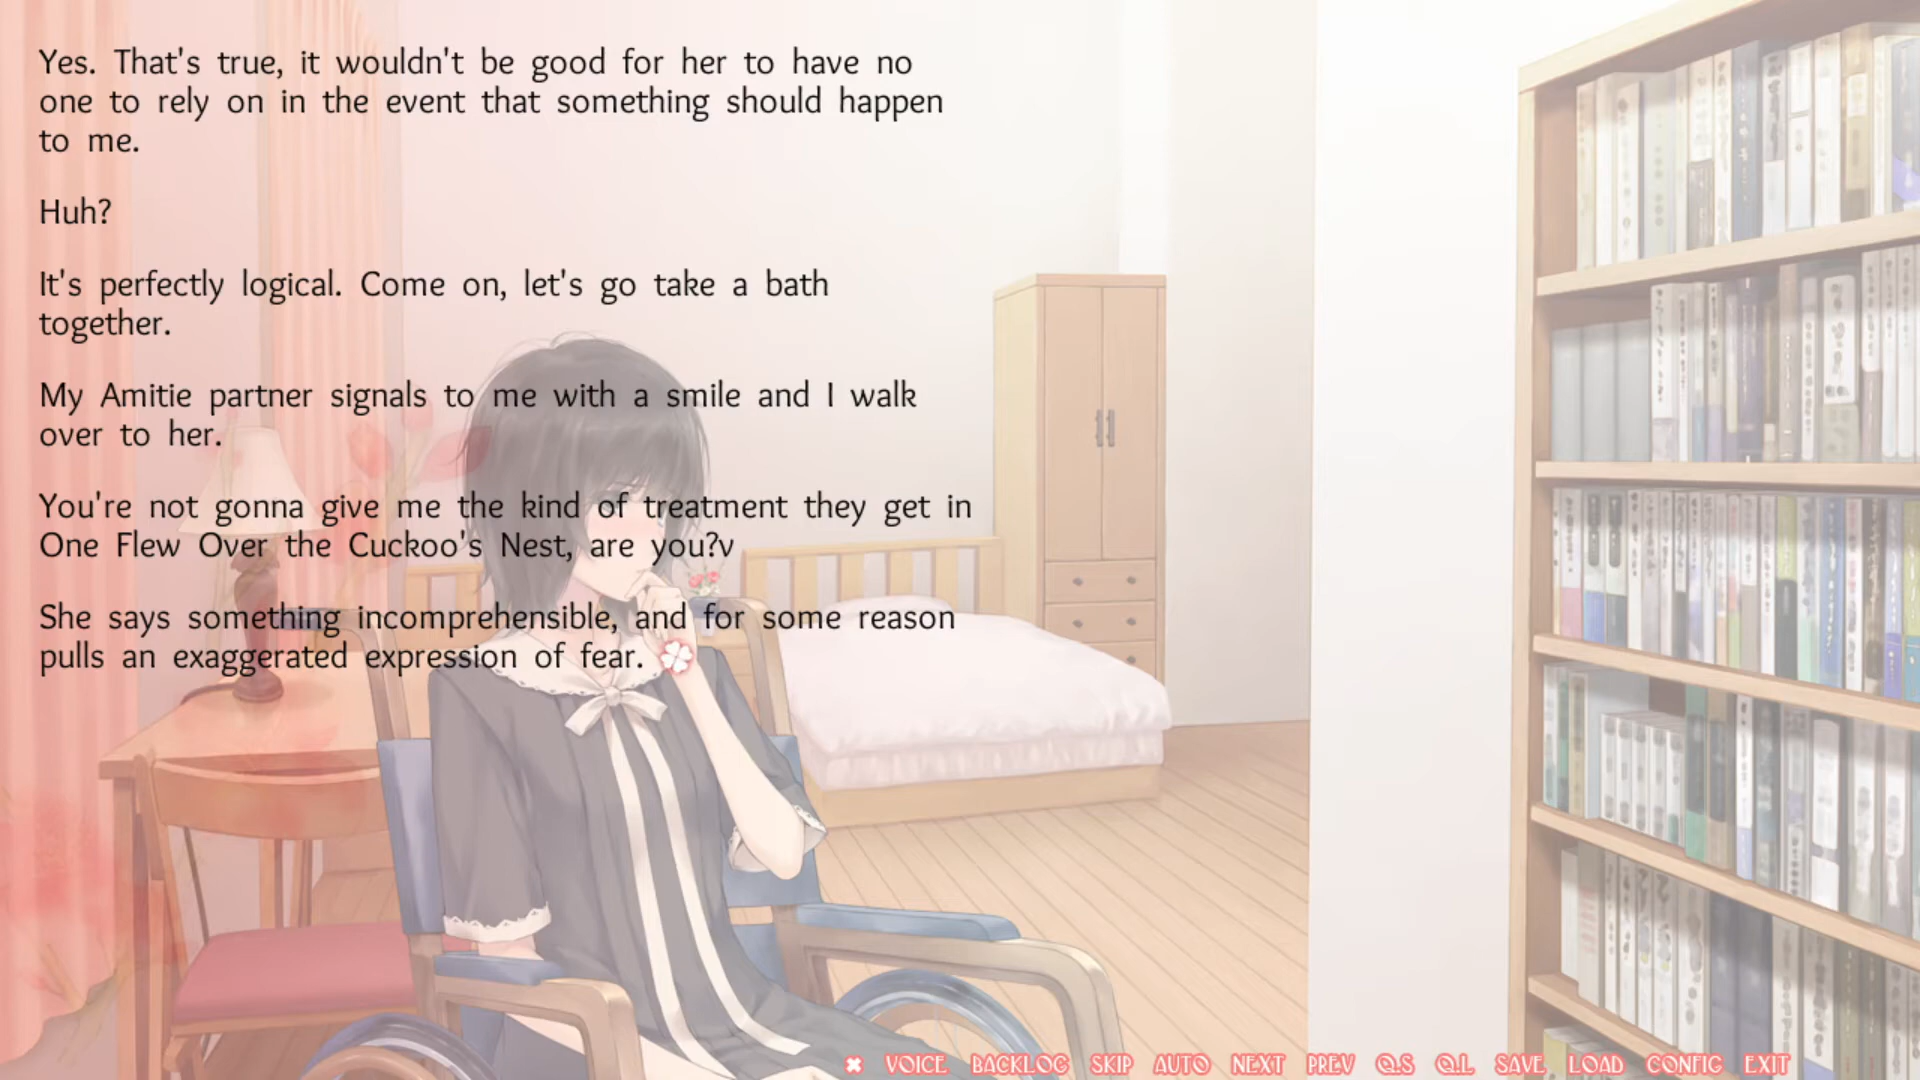 Yes. That's true, it wouldn't be good for her to have no
one to rely on in the event that something should happen
to me.
Huh?
It's perfectly logical. Come on, let's go take a bath
together.
My Amitie partner signals to me with a smile and I walk
over to her.
You're not gonna give me the kind of treatment they get in
One Flew Over the Cuckoo's Nest, are you?v
She says something incomprehensible, and for some reason
pulls an exaggerated expression of fear.
✖ VOICE BACKLOG SKIP AUTO NEXT PREV Q.S Q.L SAVE LOAD CONFIG EXIT